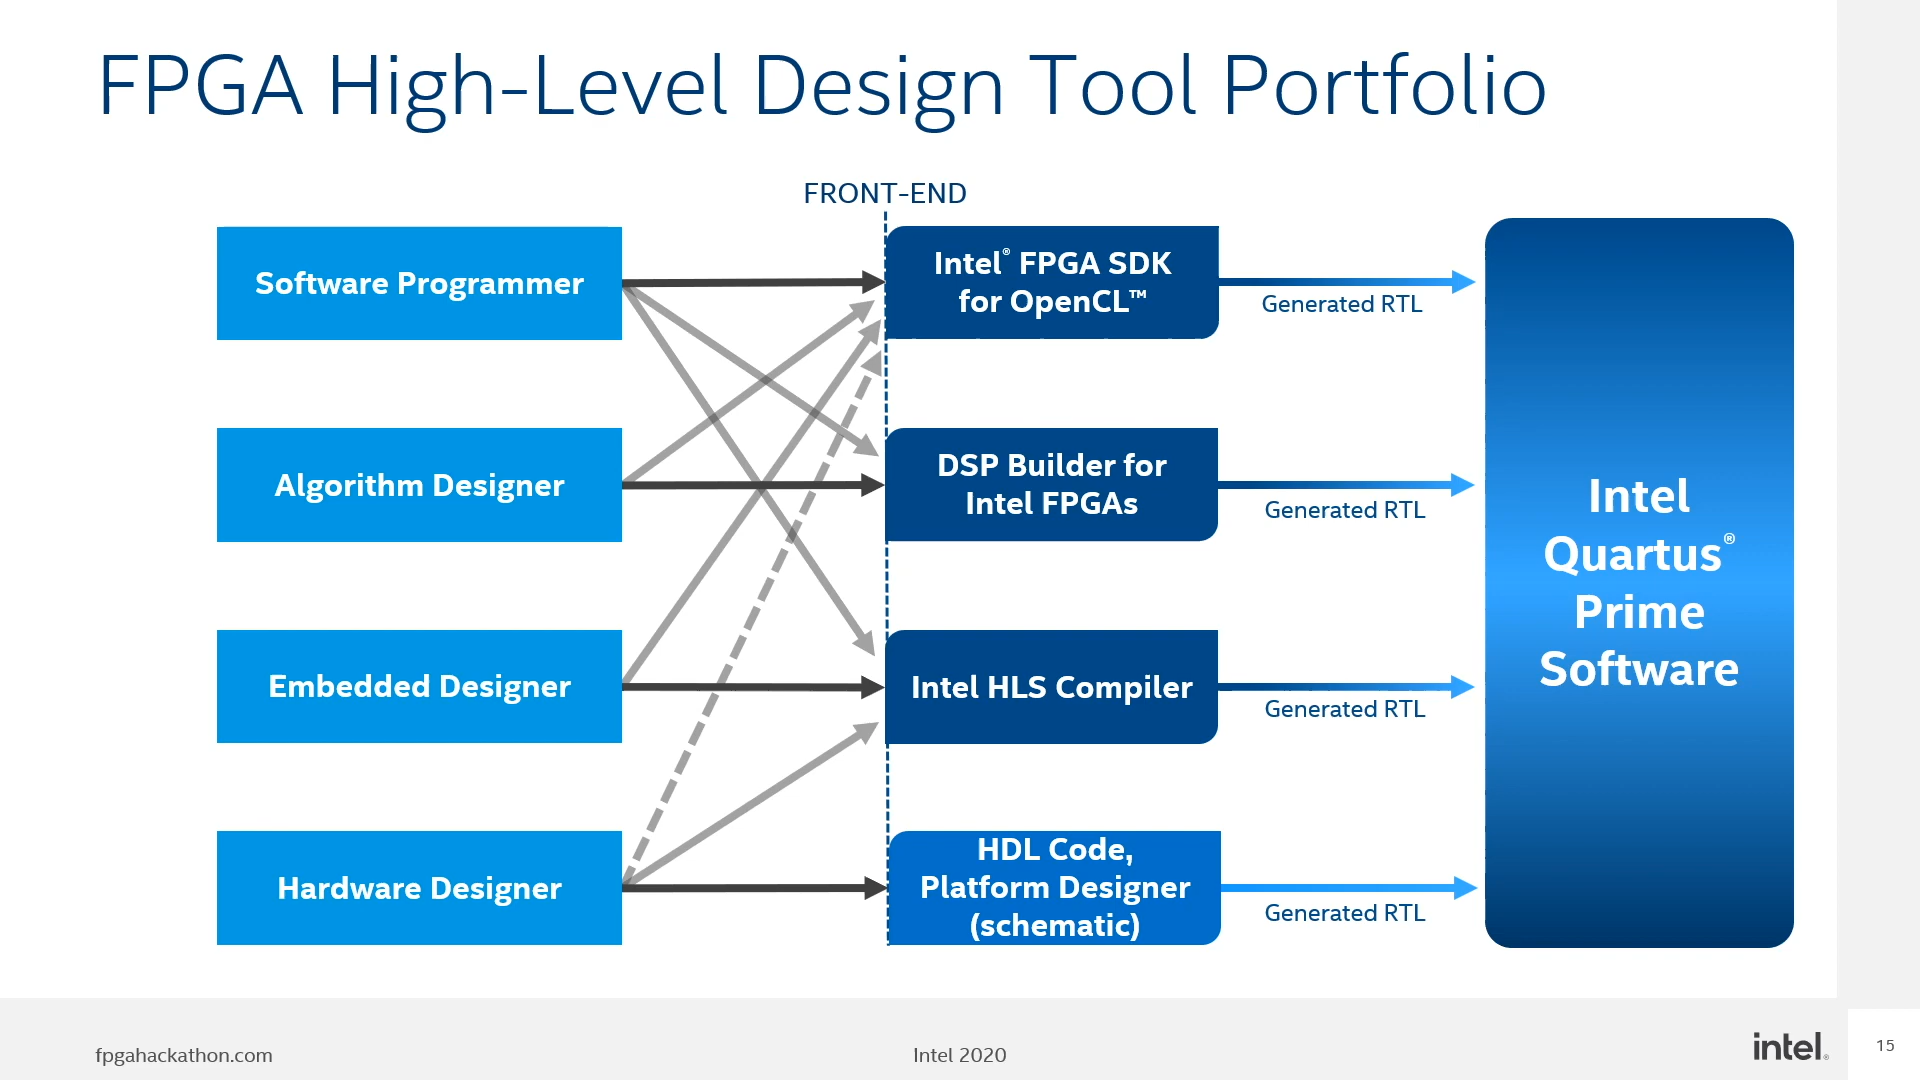 FPGA High-Level Design Tool Portfolio
FRONT-END
Software Programmer
Intel® FPGA SDK
for OpenCL™
Generated RTL
Algorithm Designer
DSP Builder for
Intel FPGAs
Generated RTL
Embedded Designer
Intel HLS Compiler
Generated RTL
Hardware Designer
HDL Code,
Platform Designer
(schematic)
Generated RTL
Intel
Quartus®
Prime
Software
fpgahackathon.com
Intel 2020
intel®
15